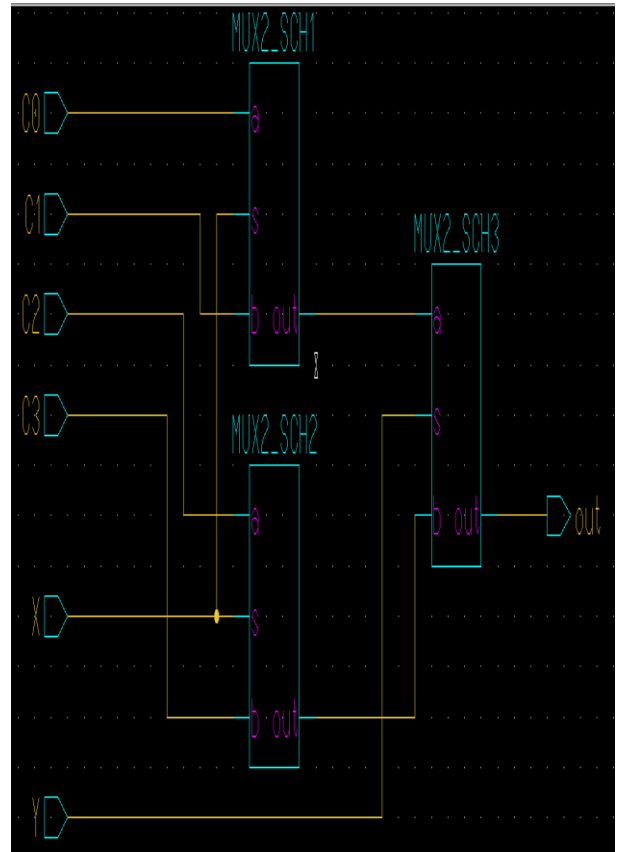 MUX2_SCH1
C0
a
C1
s
MUX2_SCH3
C2
b out
a
C3
s
MUX2_SCH2
a
b out
out
X
s
b out
Y